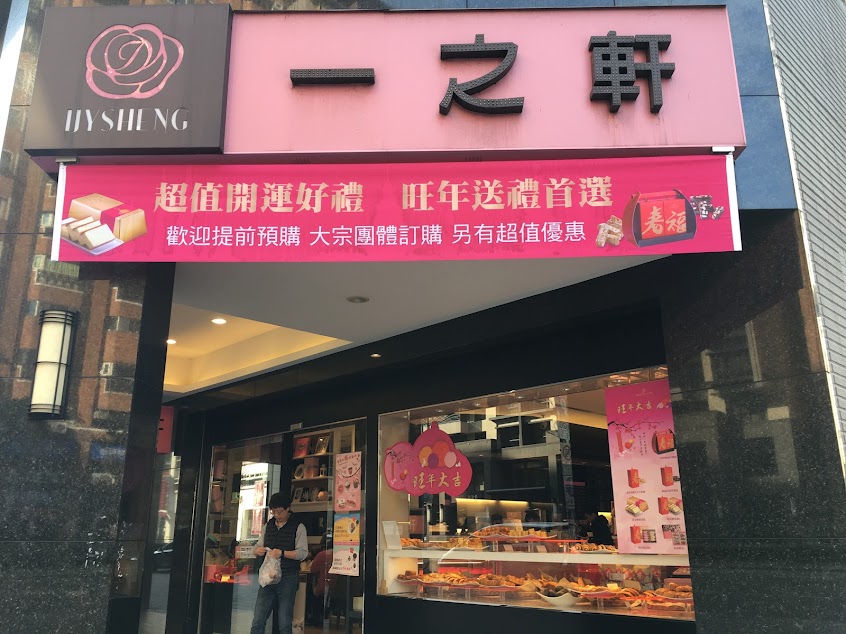 IJYSHENG
一之軒
超值開運好禮 旺年送禮首選
歡迎提前預購 大宗團體訂購 另有超值優惠
春福
旺年大吉
旺年大吉